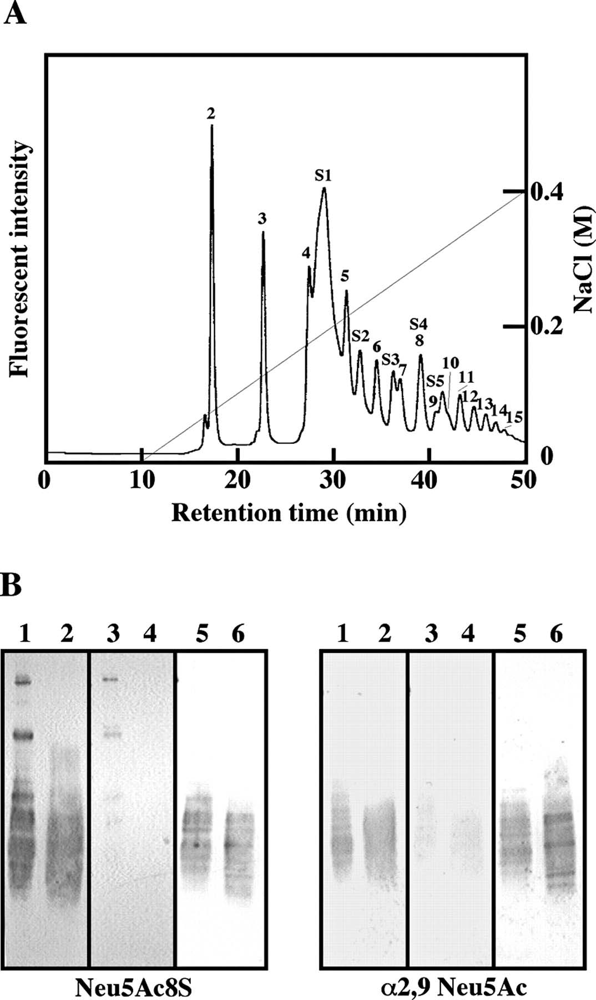 A
2
S1
3
4
5
S4
S2
8
6
S3
7
10
S5
11
9
12
13
14
15
Fluorescent intensity
0.4
0.2
0
NaCl (M)
0 10 20 30 40 50
Retention time (min)
B
1 2 3 4 5 6
1 2 3 4 5 6
Neu5Ac8S
α2,9 Neu5Ac